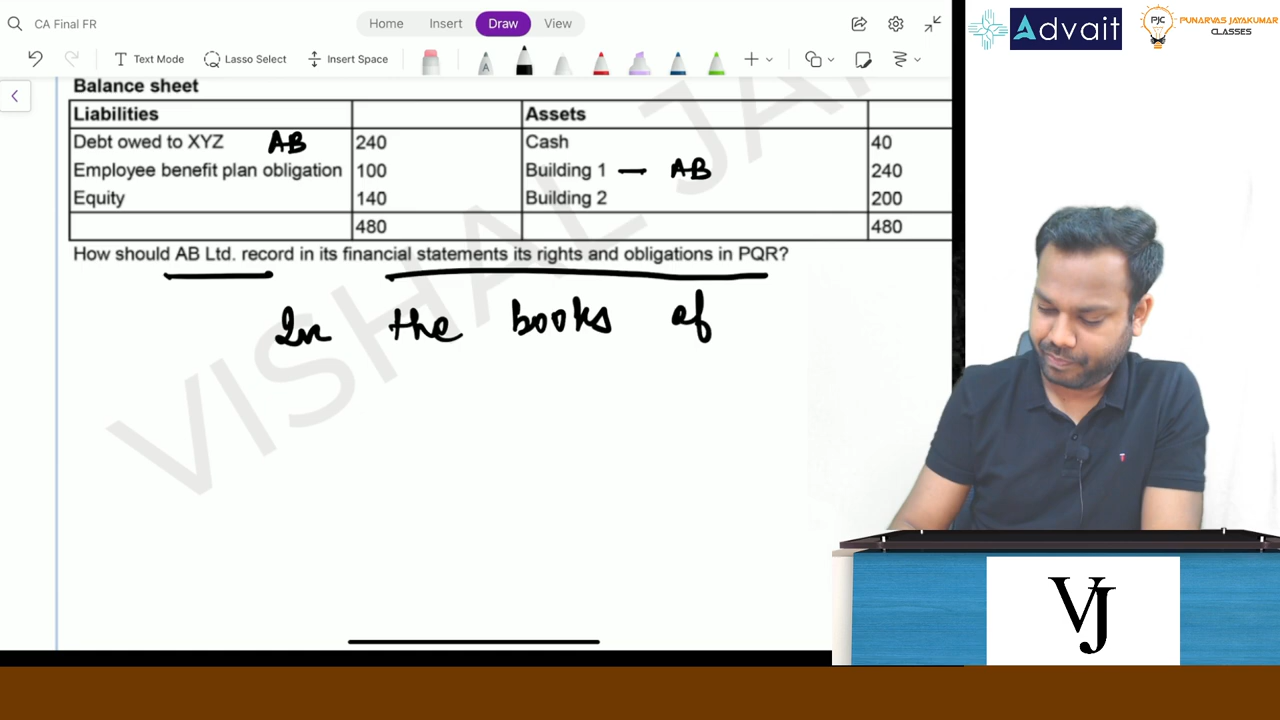 CA Final FR
Home Insert Draw View
Text Mode Lasso Select Insert Space
Advait
PJC PUNARVAS JAYAKUMAR CLASSES
Balance sheet
Liabilities Assets
Debt owed to XYZ AB 240 Cash 40
Employee benefit plan obligation 100 Building 1 — AB 240
Equity 140 Building 2 200
480 480
How should AB Ltd. record in its financial statements its rights and obligations in PQR?
In the books of
VISHAL JAI
VJ